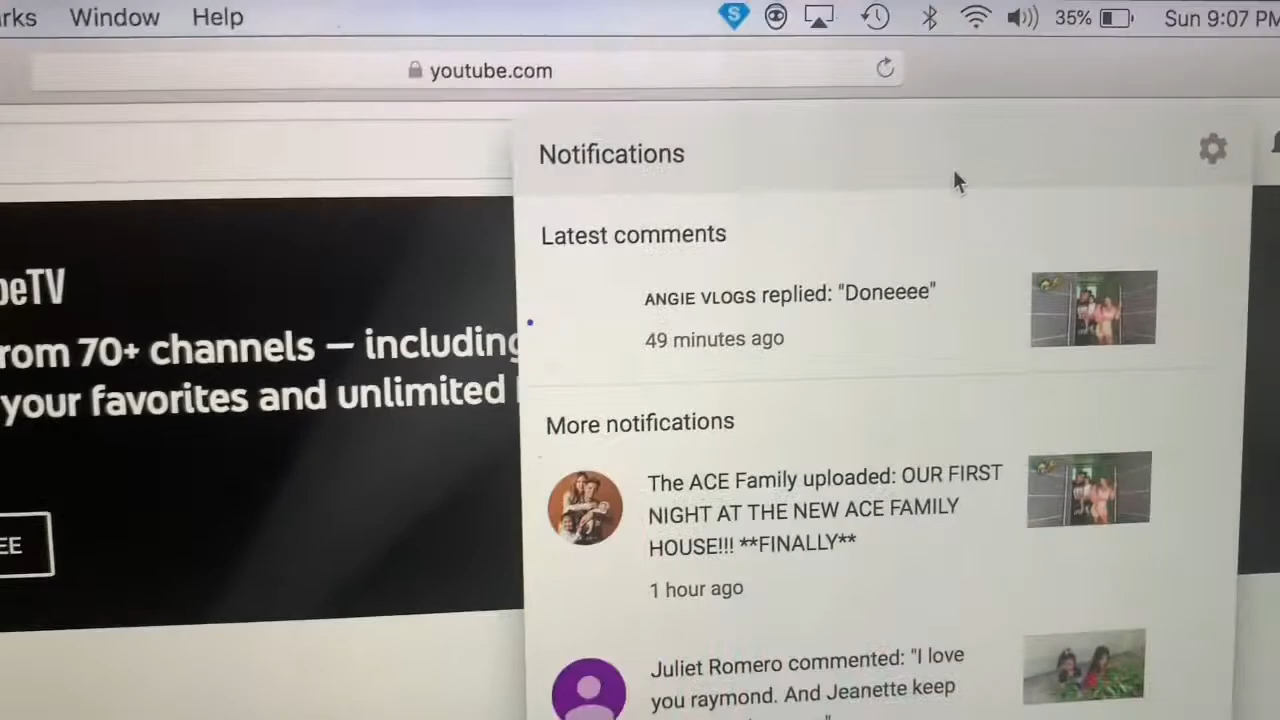 rks Window Help
35% Sun 9:07 PM
youtube.com
Notifications
Latest comments
ANGIE VLOGS replied: "Doneeee"
49 minutes ago
beTV
rom 70+ channels — including
your favorites and unlimited
EE
More notifications
The ACE Family uploaded: OUR FIRST
NIGHT AT THE NEW ACE FAMILY
HOUSE!!! **FINALLY**
1 hour ago
Juliet Romero commented: "I love
you raymond. And Jeanette keep